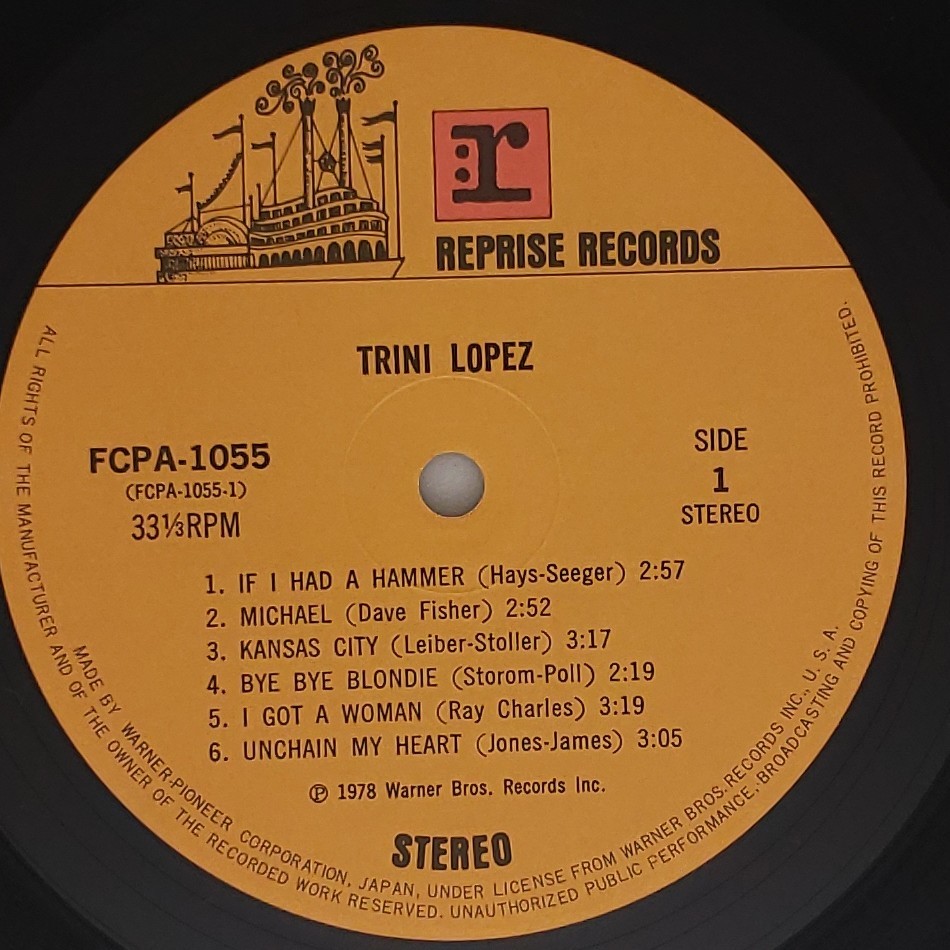 r:
REPRISE RECORDS
TRINI LOPEZ
FCPA-1055
(FCPA-1055-1)
33⅓RPM
SIDE
1
STEREO
1. IF I HAD A HAMMER (Hays-Seeger) 2:57
2. MICHAEL (Dave Fisher) 2:52
3. KANSAS CITY (Leiber-Stoller) 3:17
4. BYE BYE BLONDIE (Storom-Poll) 2:19
5. I GOT A WOMAN (Ray Charles) 3:19
6. UNCHAIN MY HEART (Jones-James) 3:05
℗ 1978 Warner Bros. Records Inc.
STEREO
MADE BY WARNER-PIONEER CORPORATION, JAPAN, UNDER LICENSE FROM WARNER BROS. RECORDS INC., U. S. A.
ALL RIGHTS OF THE MANUFACTURER AND OF THE OWNER OF THE RECORDED WORK RESERVED. UNAUTHORIZED PUBLIC PERFORMANCE, BROADCASTING AND COPYING OF THIS RECORD PROHIBITED.